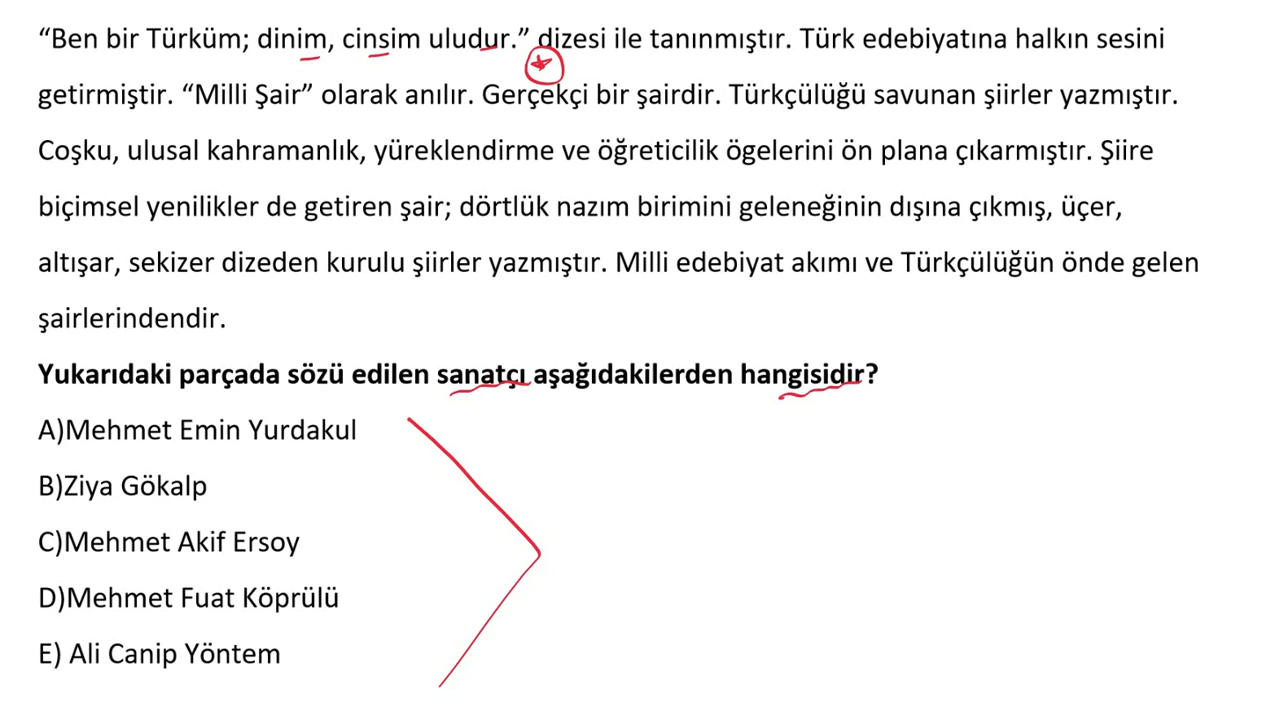 “Ben bir Türküm; dinim, cinsim uludur.” dizesi ile tanınmıştır. Türk edebiyatına halkın sesini
getirmiştir. “Milli Şair” olarak anılır. Gerçekçi bir şairdir. Türkçülüğü savunan şiirler yazmıştır.
Coşku, ulusal kahramanlık, yüreklendirme ve öğreticilik ögelerini ön plana çıkarmıştır. Şiire
biçimsel yenilikler de getiren şair; dörtlük nazım birimini geleneğinin dışına çıkmış, üçer,
altışar, sekizer dizeden kurulu şiirler yazmıştır. Milli edebiyat akımı ve Türkçülüğün önde gelen
şairlerindendir.
Yukarıdaki parçada sözü edilen sanatçı aşağıdakilerden hangisidir?
A)Mehmet Emin Yurdakul
B)Ziya Gökalp
C)Mehmet Akif Ersoy
D)Mehmet Fuat Köprülü
E) Ali Canip Yöntem